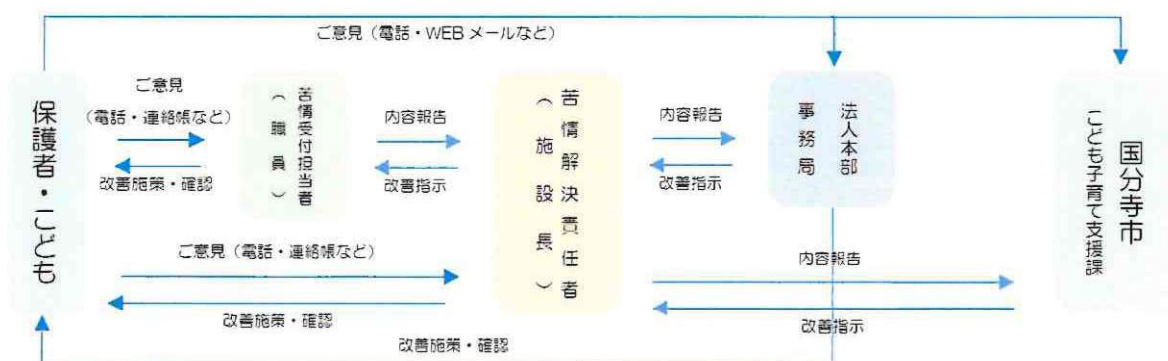 ご意見（電話・WEBメールなど）
保護者・こども
ご意見
（電話・連絡帳など）
改善施策・確認
苦情受付担当者
（職員）
内容報告
改善指示
苦情解決責任者
（施設長）
内容報告
改善指示
法人本部
事務局
国分寺市
こども子育て支援課
ご意見（電話・連絡帳など）
改善施策・確認
内容報告
改善指示
改善施策・確認